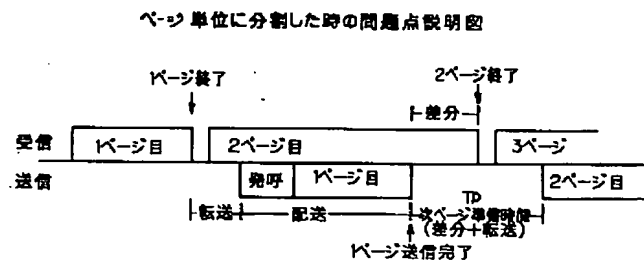 ページ単位に分割した時の問題点説明図
1ページ終了
2ページ終了
差分
受信
1ページ目
2ページ目
3ページ
送信
発呼
1ページ目
2ページ目
転送
配送
TD
次ページ準備時間
(差分+転送)
1ページ送信完了